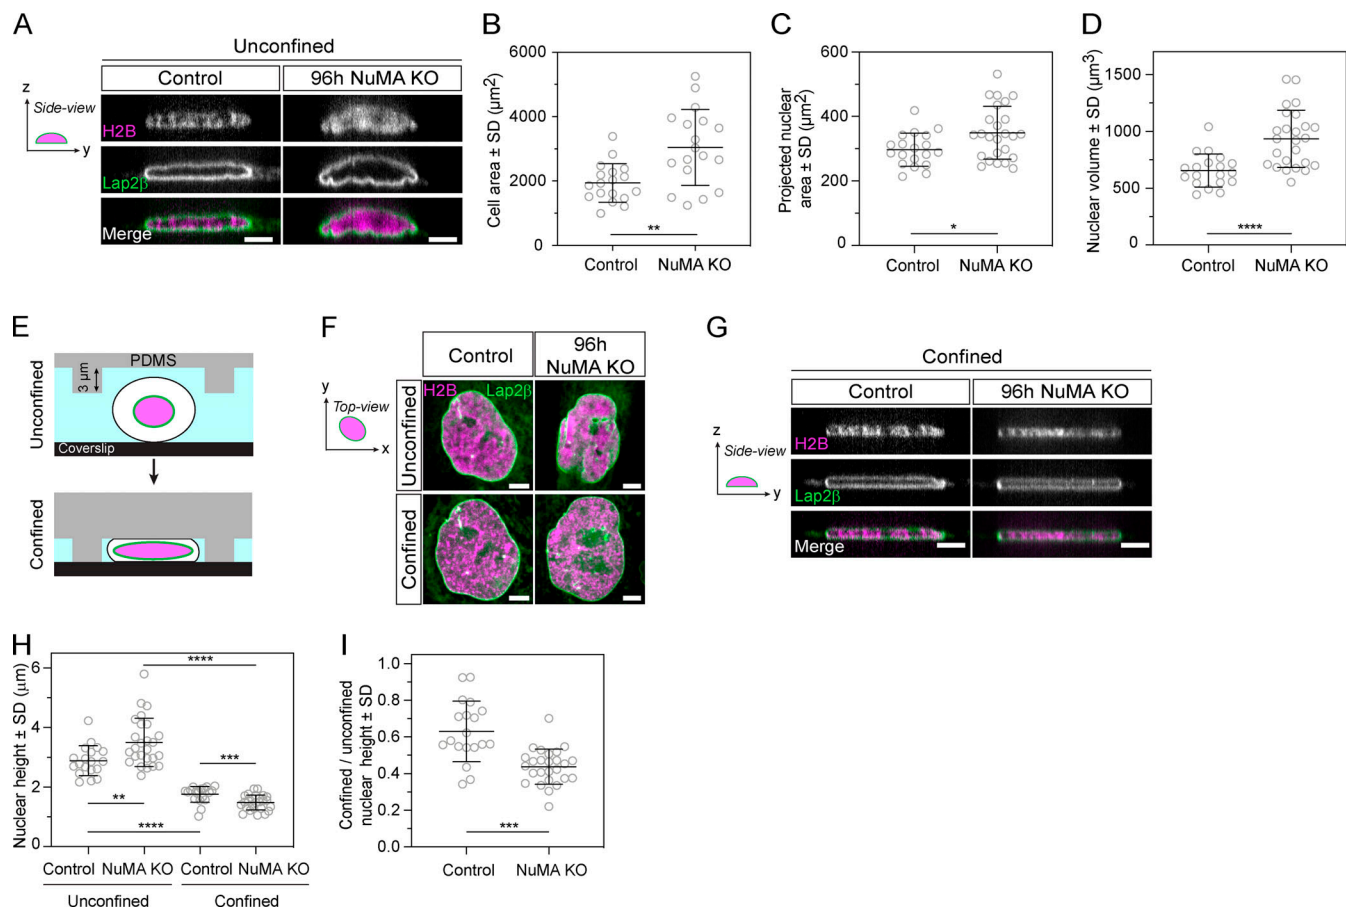 A
Unconfined
Control
96h NuMA KO
z
Side-view
y
H2B
Lap2β
Merge
B
Cell area ± SD (µm2)
6000
4000
2000
0
**
Control
NuMA KO
C
Projected nuclear
area ± SD (µm2)
600
400
200
0
*
Control
NuMA KO
D
Nuclear volume ± SD (µm3)
1500
1000
500
0
****
Control
NuMA KO
E
Unconfined
PDMS
3 µm
Coverslip
Confined
F
Control
96h
NuMA KO
y
Top-view
x
Unconfined
H2B
Lap2β
Confined
G
Confined
Control
96h NuMA KO
z
Side-view
y
H2B
Lap2β
Merge
H
Nuclear height ± SD (µm)
6
4
2
0
****
***
**
****
Control
NuMA KO
Control
NuMA KO
Unconfined
Confined
I
Confined / unconfined
nuclear height ± SD
1.0
0.8
0.6
0.4
0.2
0.0
***
Control
NuMA KO